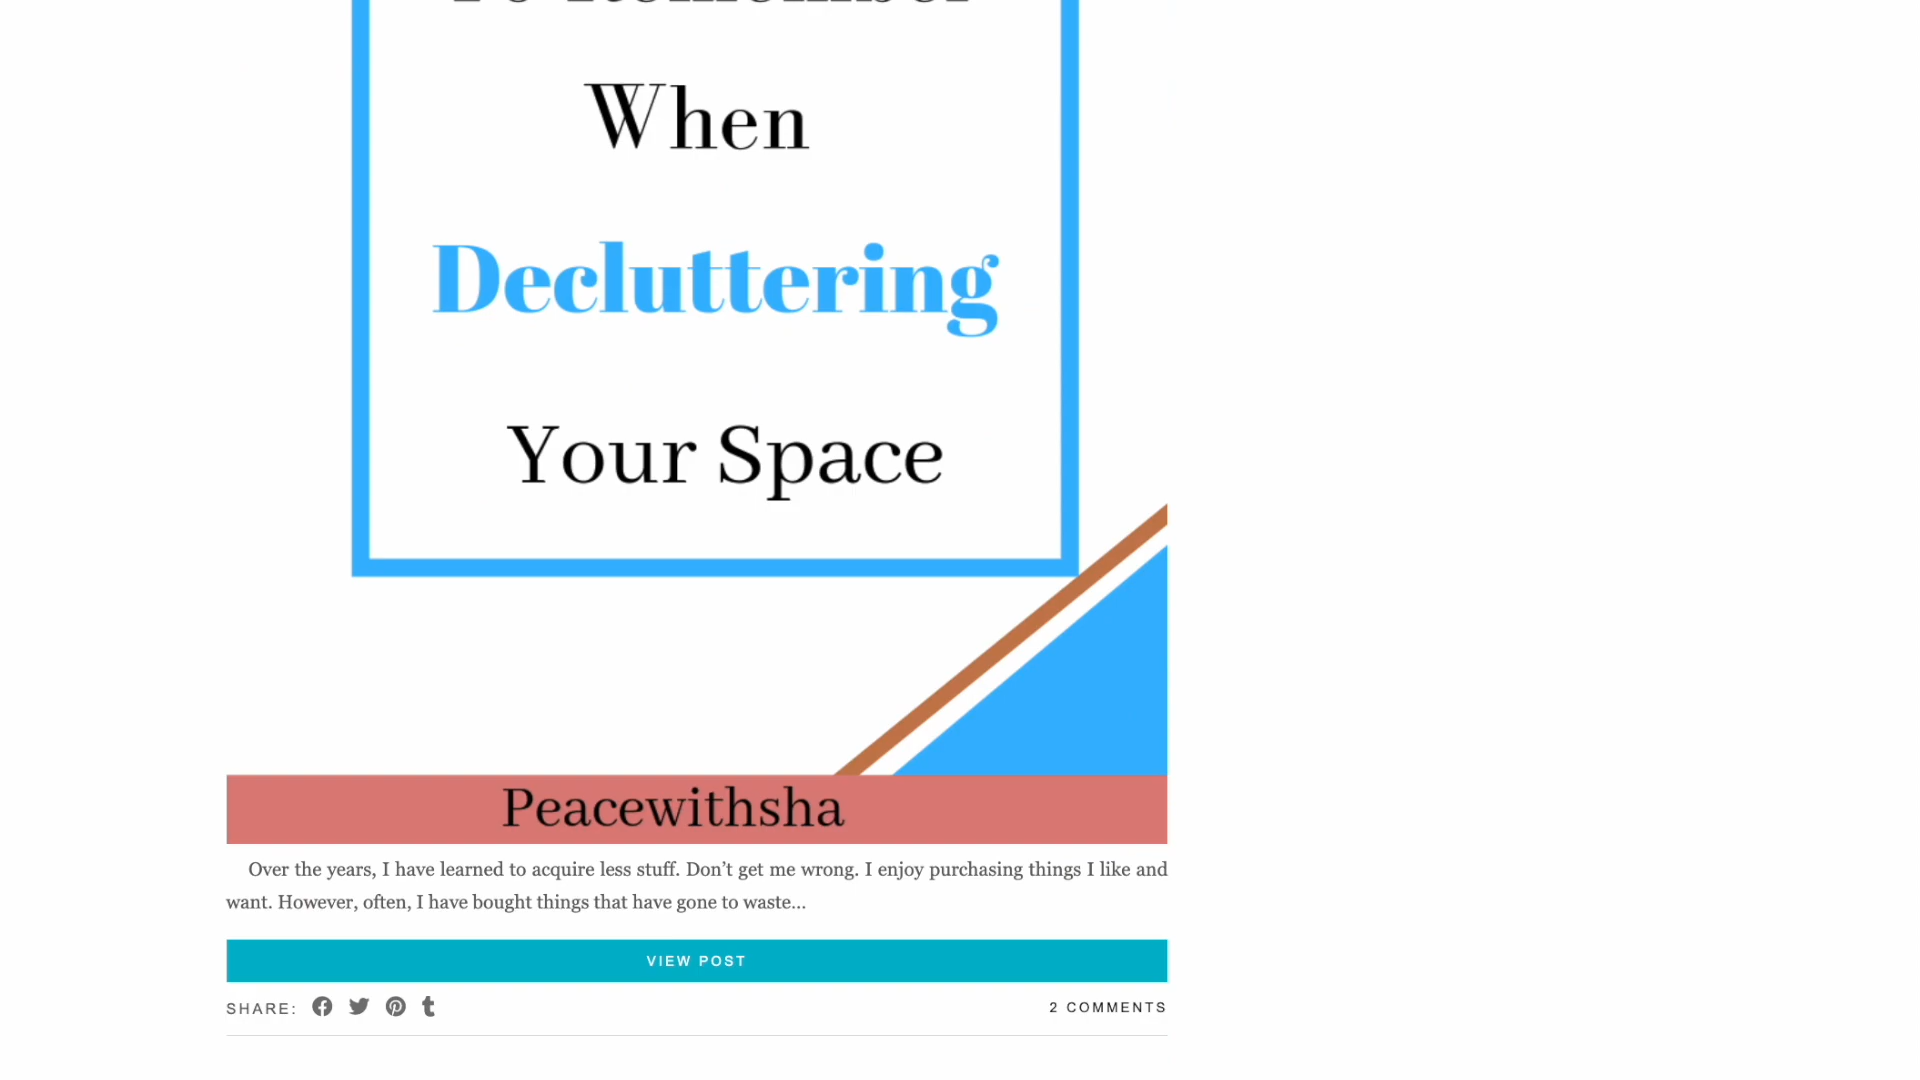 To Remember
When
Decluttering
Your Space
Peacewithsha
Over the years, I have learned to acquire less stuff. Don’t get me wrong. I enjoy purchasing things I like and
want. However, often, I have bought things that have gone to waste…
VIEW POST
SHARE:
2 COMMENTS